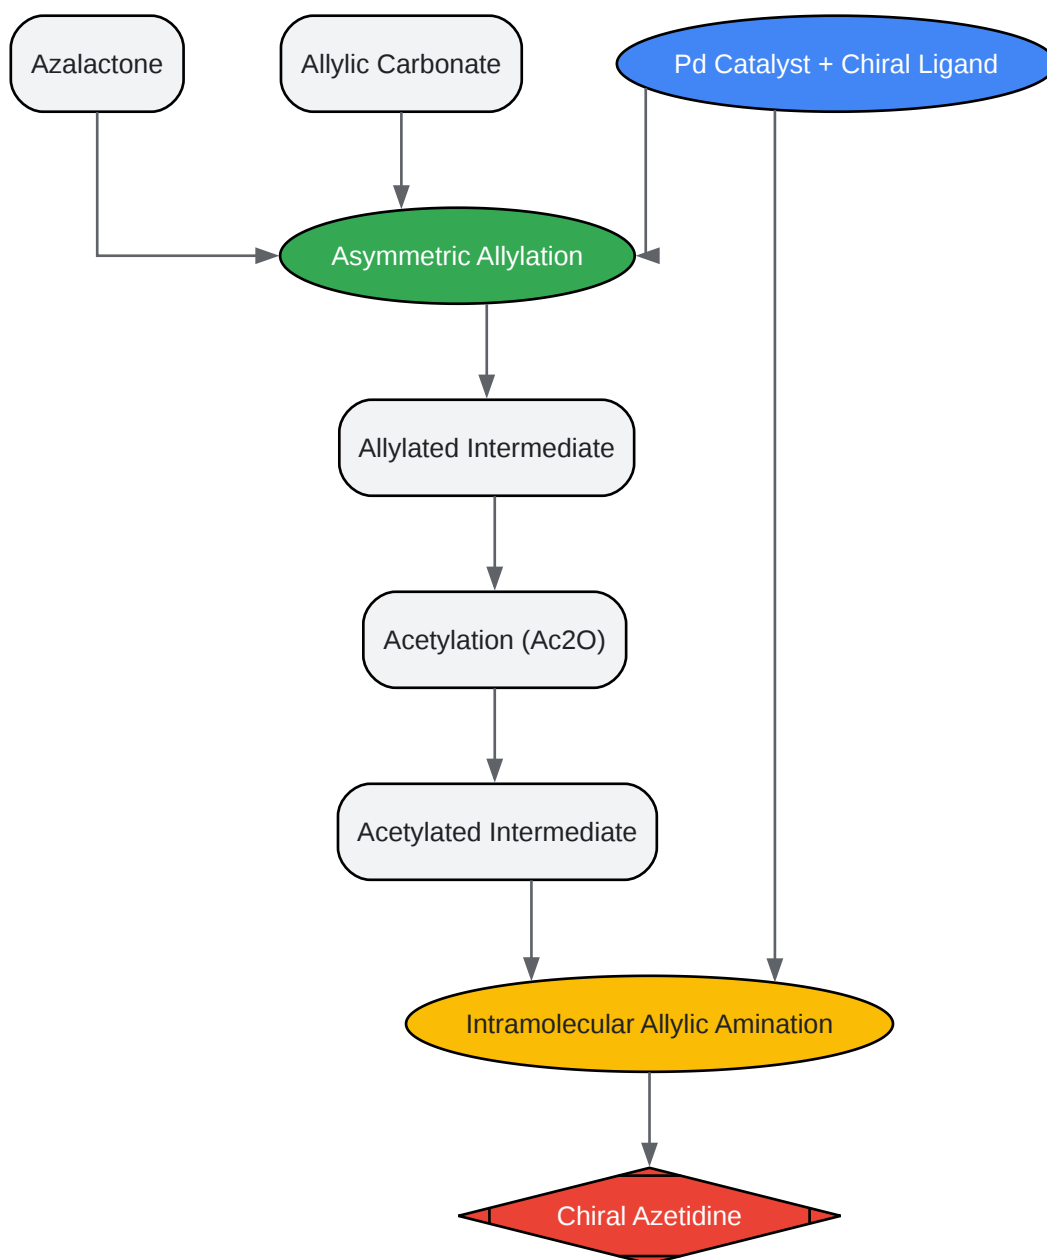 Azalactone
Allylic Carbonate
Pd Catalyst + Chiral Ligand
Asymmetric Allylation
Allylated Intermediate
Acetylation (Ac2O)
Acetylated Intermediate
Intramolecular Allylic Amination
Chiral Azetidine